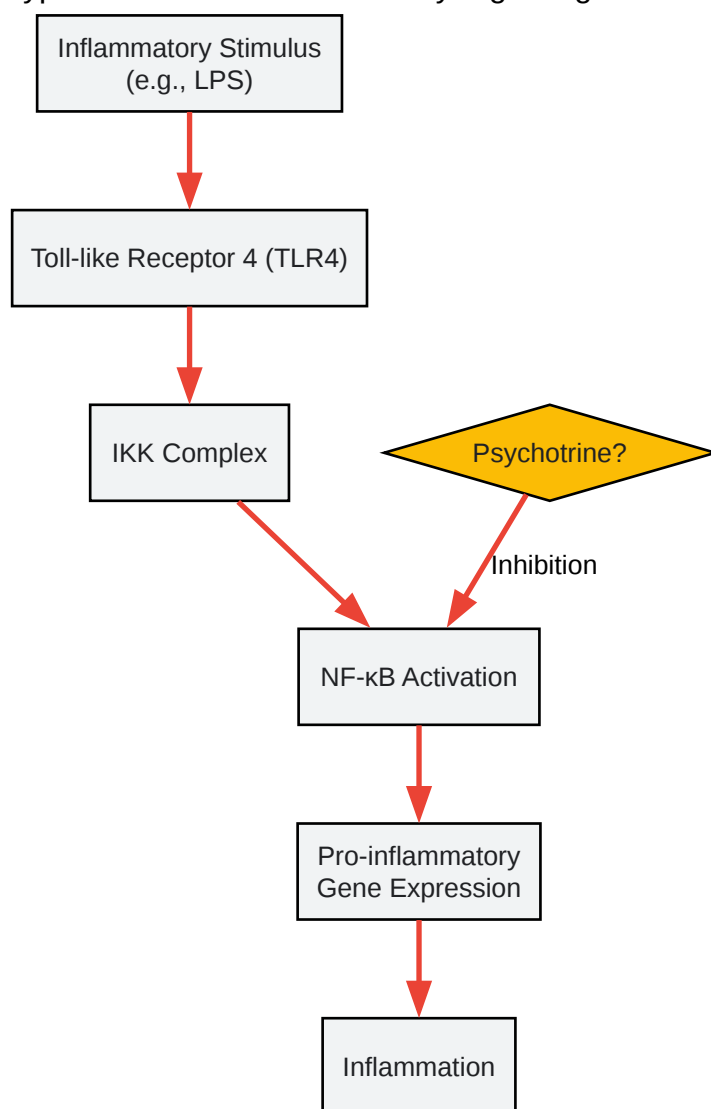 Inflammatory Stimulus
(e.g., LPS)
Toll-like Receptor 4 (TLR4)
IKK Complex
Psychotrine?
Inhibition
NF-κB Activation
Pro-inflammatory
Gene Expression
Inflammation